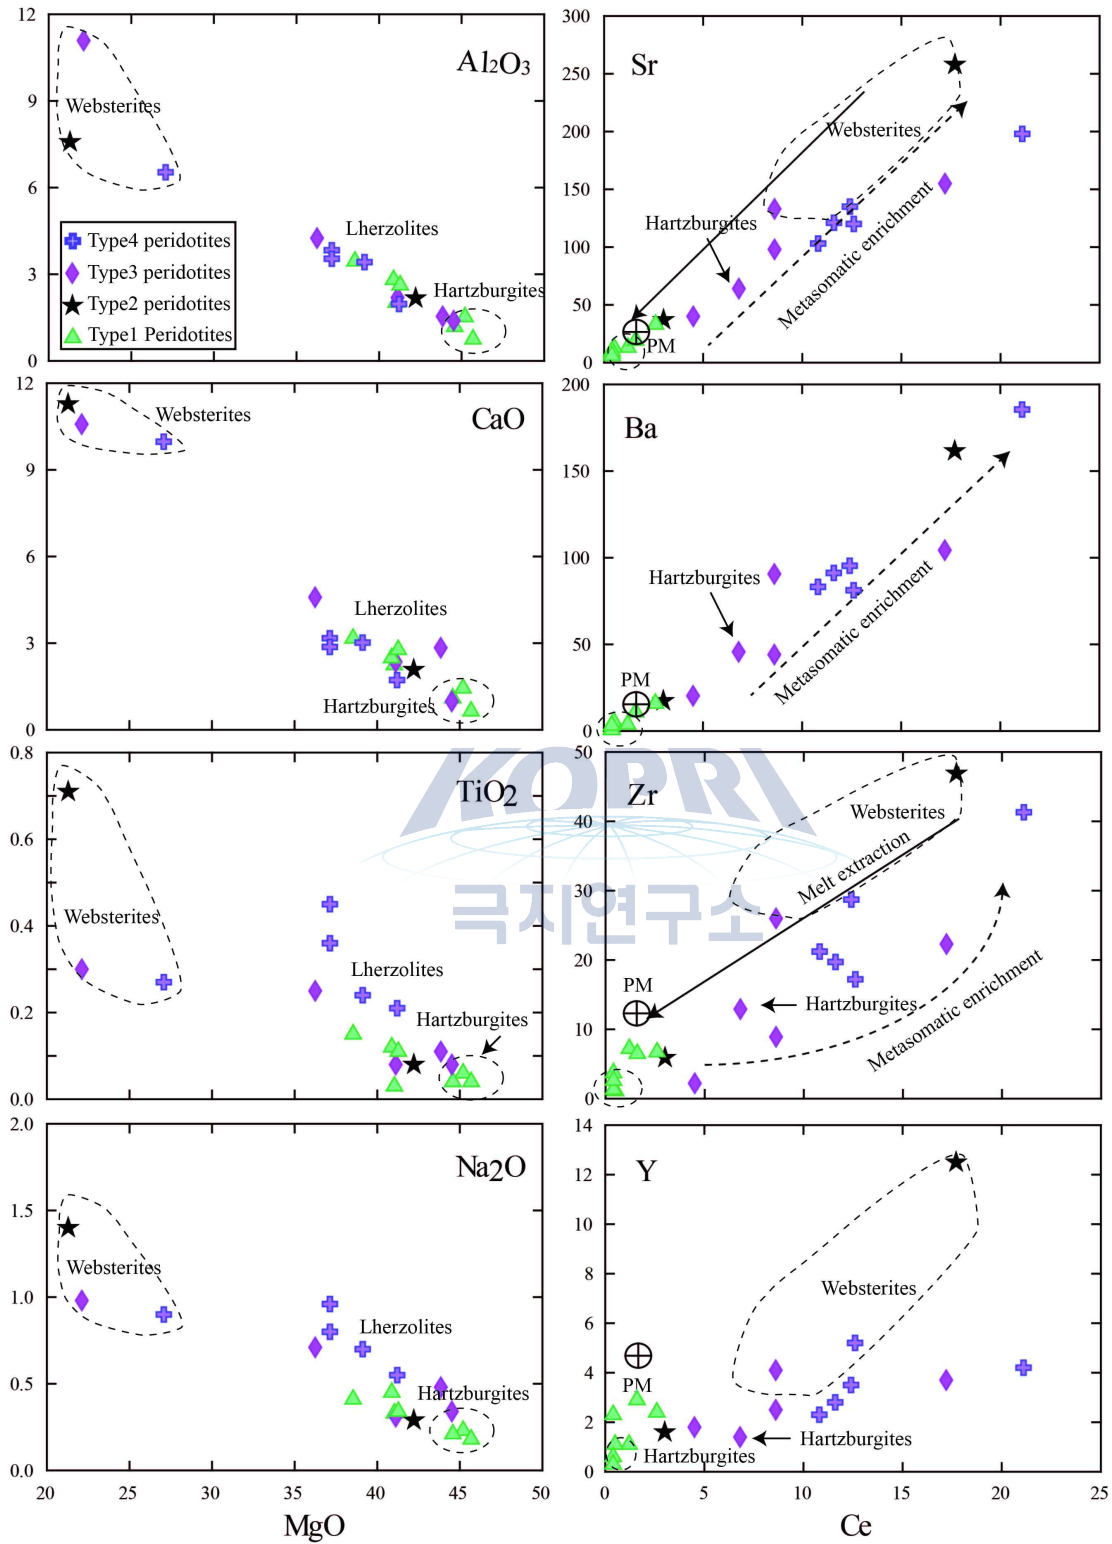 12
9
6
3
0
Al2O3
Websterites
Lherzolites
Hartzburgites
Type4 peridotites
Type3 peridotites
Type2 peridotites
Type1 Peridotites
300
250
200
150
100
50
0
Sr
Websterites
Hartzburgites
Metasomatic enrichment
PM
12
9
6
3
0
CaO
Websterites
Lherzolites
Hartzburgites
200
150
100
50
0
Ba
Hartzburgites
Metasomatic enrichment
PM
0.8
0.6
0.4
0.2
0.0
TiO2
Websterites
Lherzolites
Hartzburgites
50
40
30
20
10
0
Zr
Websterites
Melt extraction
PM
Hartzburgites
Metasomatic enrichment
KOPRI
극지연구소
2.0
1.5
1.0
0.5
0.0
Na2O
Websterites
Lherzolites
Hartzburgites
20 25 30 35 40 45 50
MgO
14
12
10
8
6
4
2
0
Y
Websterites
PM
Hartzburgites
Hartzburgites
0 5 10 15 20 25
Ce